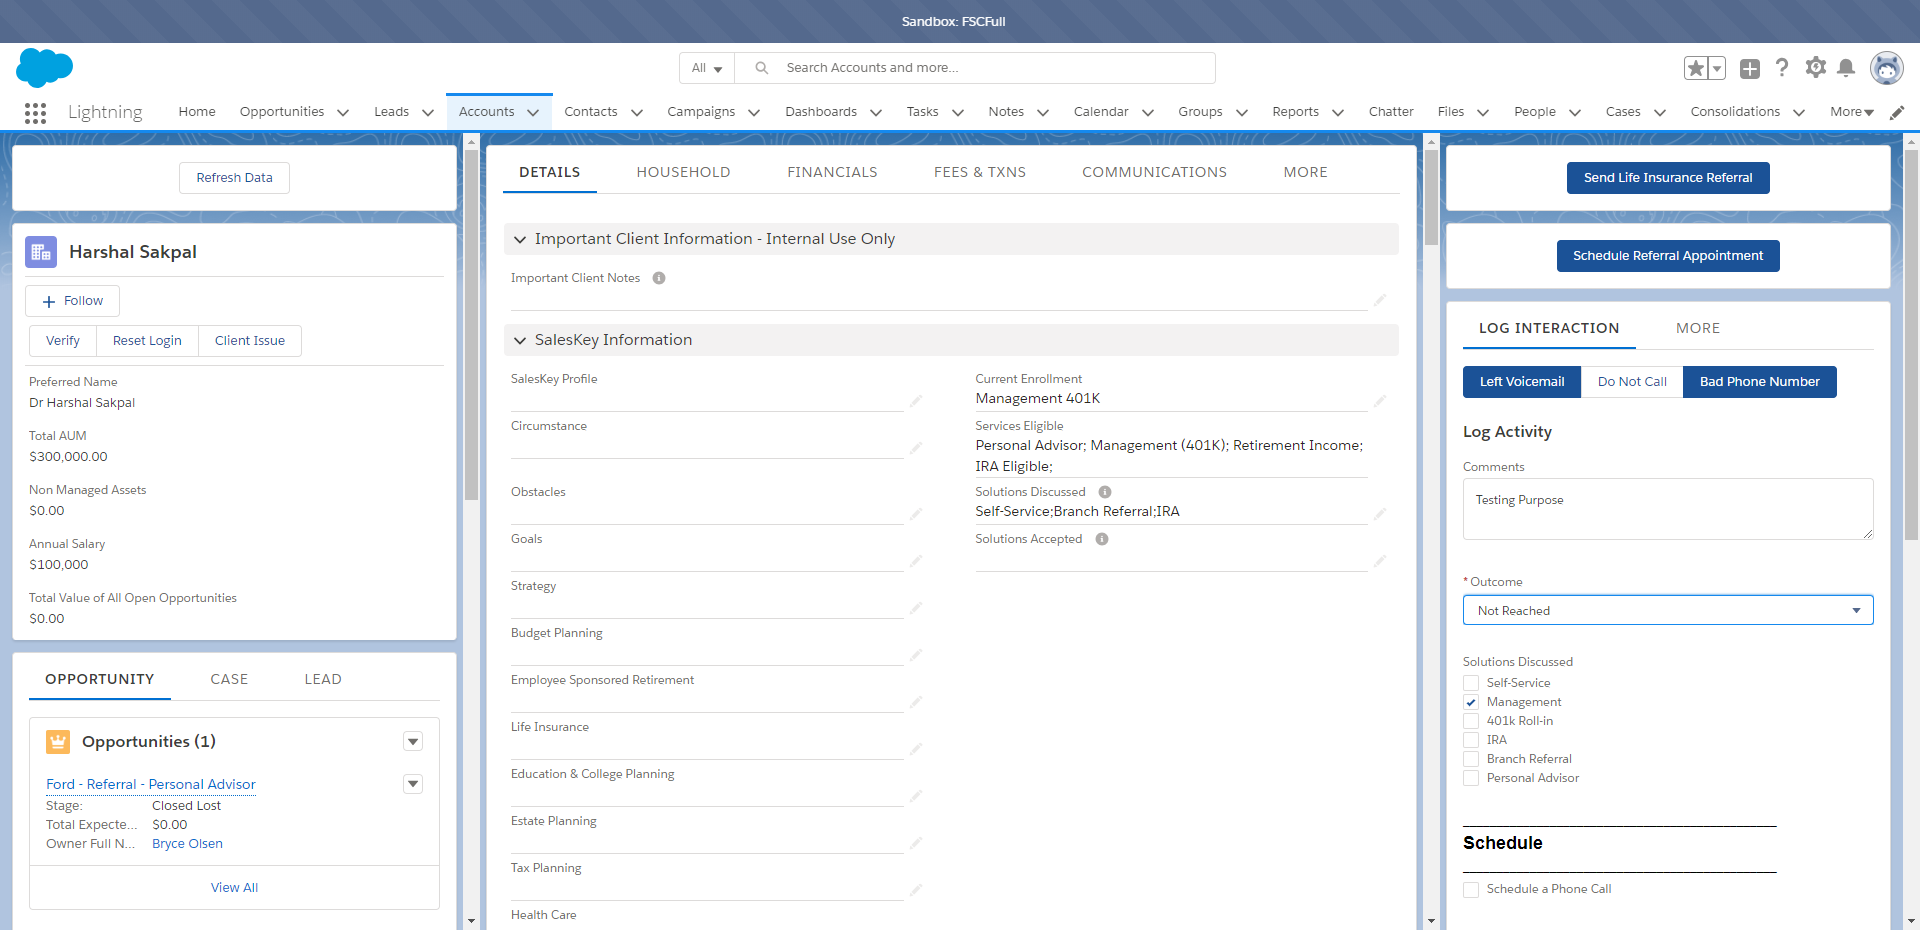 Sandbox: FSCFull
All
Search Accounts and more...
Lightning
Home
Opportunities
Leads
Accounts
Contacts
Campaigns
Dashboards
Tasks
Notes
Calendar
Groups
Reports
Chatter
Files
People
Cases
Consolidations
More
Refresh Data
Harshal Sakpal
Follow
Verify
Reset Login
Client Issue
Preferred Name
Dr Harshal Sakpal
Total AUM
$300,000.00
Non Managed Assets
$0.00
Annual Salary
$100,000
Total Value of All Open Opportunities
$0.00
OPPORTUNITY
CASE
LEAD
Opportunities (1)
Ford - Referral - Personal Advisor
Stage: Closed Lost
Total Expecte... $0.00
Owner Full N... Bryce Olsen
View All
DETAILS
HOUSEHOLD
FINANCIALS
FEES & TXNS
COMMUNICATIONS
MORE
Important Client Information - Internal Use Only
Important Client Notes
SalesKey Information
SalesKey Profile
Circumstance
Obstacles
Goals
Strategy
Budget Planning
Employee Sponsored Retirement
Life Insurance
Education & College Planning
Estate Planning
Tax Planning
Health Care
Current Enrollment
Management 401K
Services Eligible
Personal Advisor; Management (401K); Retirement Income;
IRA Eligible;
Solutions Discussed
Self-Service;Branch Referral;IRA
Solutions Accepted
Send Life Insurance Referral
Schedule Referral Appointment
LOG INTERACTION
MORE
Left Voicemail
Do Not Call
Bad Phone Number
Log Activity
Comments
Testing Purpose
* Outcome
Not Reached
Solutions Discussed
Self-Service
Management
401k Roll-in
IRA
Branch Referral
Personal Advisor
Schedule
Schedule a Phone Call